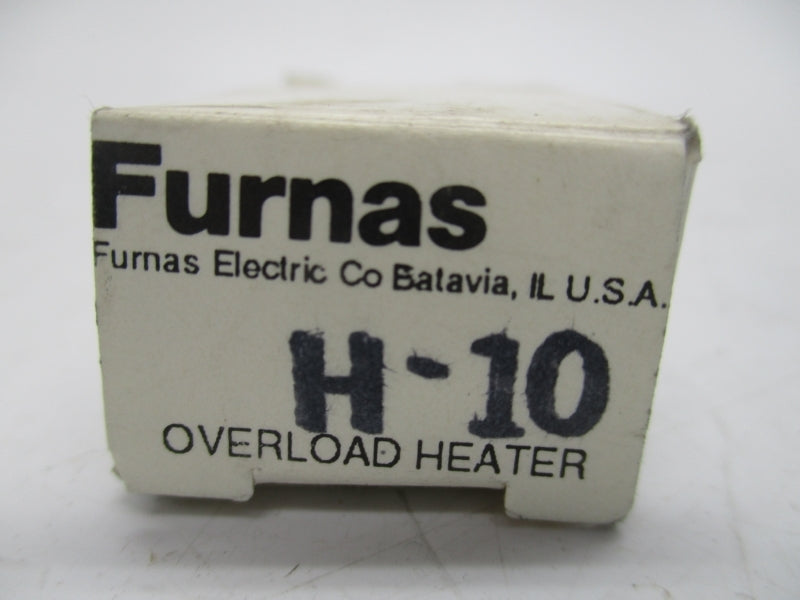 Furnas
Furnas Electric Co Batavia, IL U.S.A.
H-10
OVERLOAD HEATER